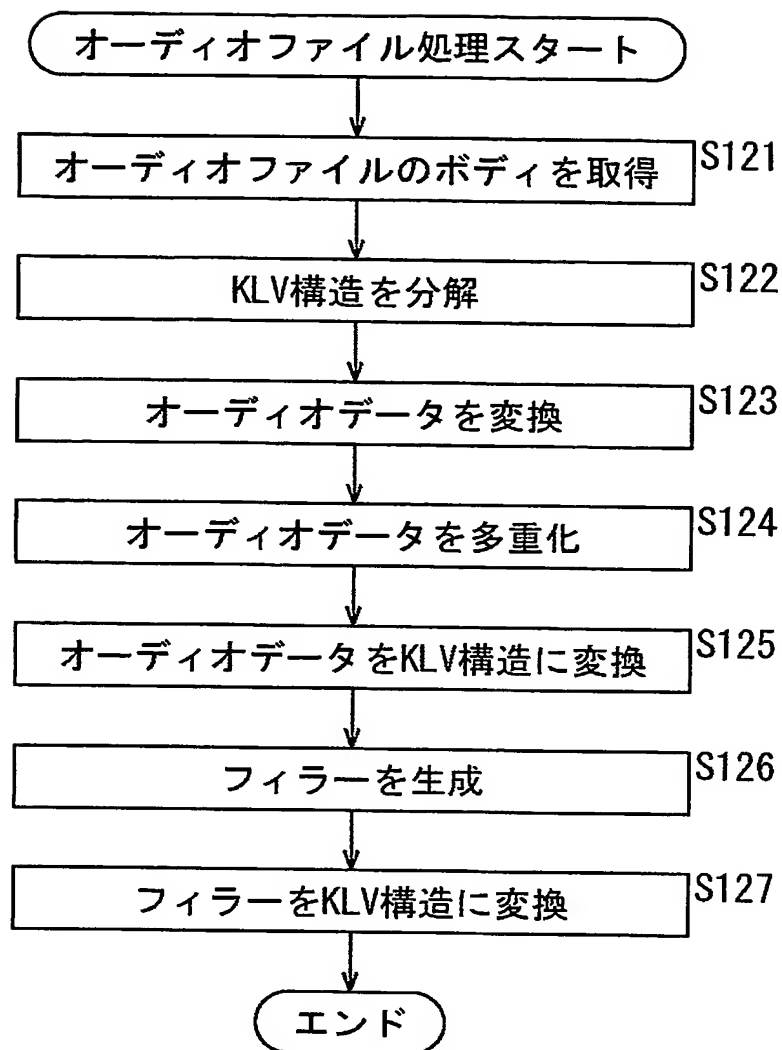 オーディオファイル処理スタート
オーディオファイルのボディを取得
S121
KLV構造を分解
S122
オーディオデータを変換
S123
オーディオデータを多重化
S124
オーディオデータをKLV構造に変換
S125
フィラーを生成
S126
フィラーをKLV構造に変換
S127
エンド